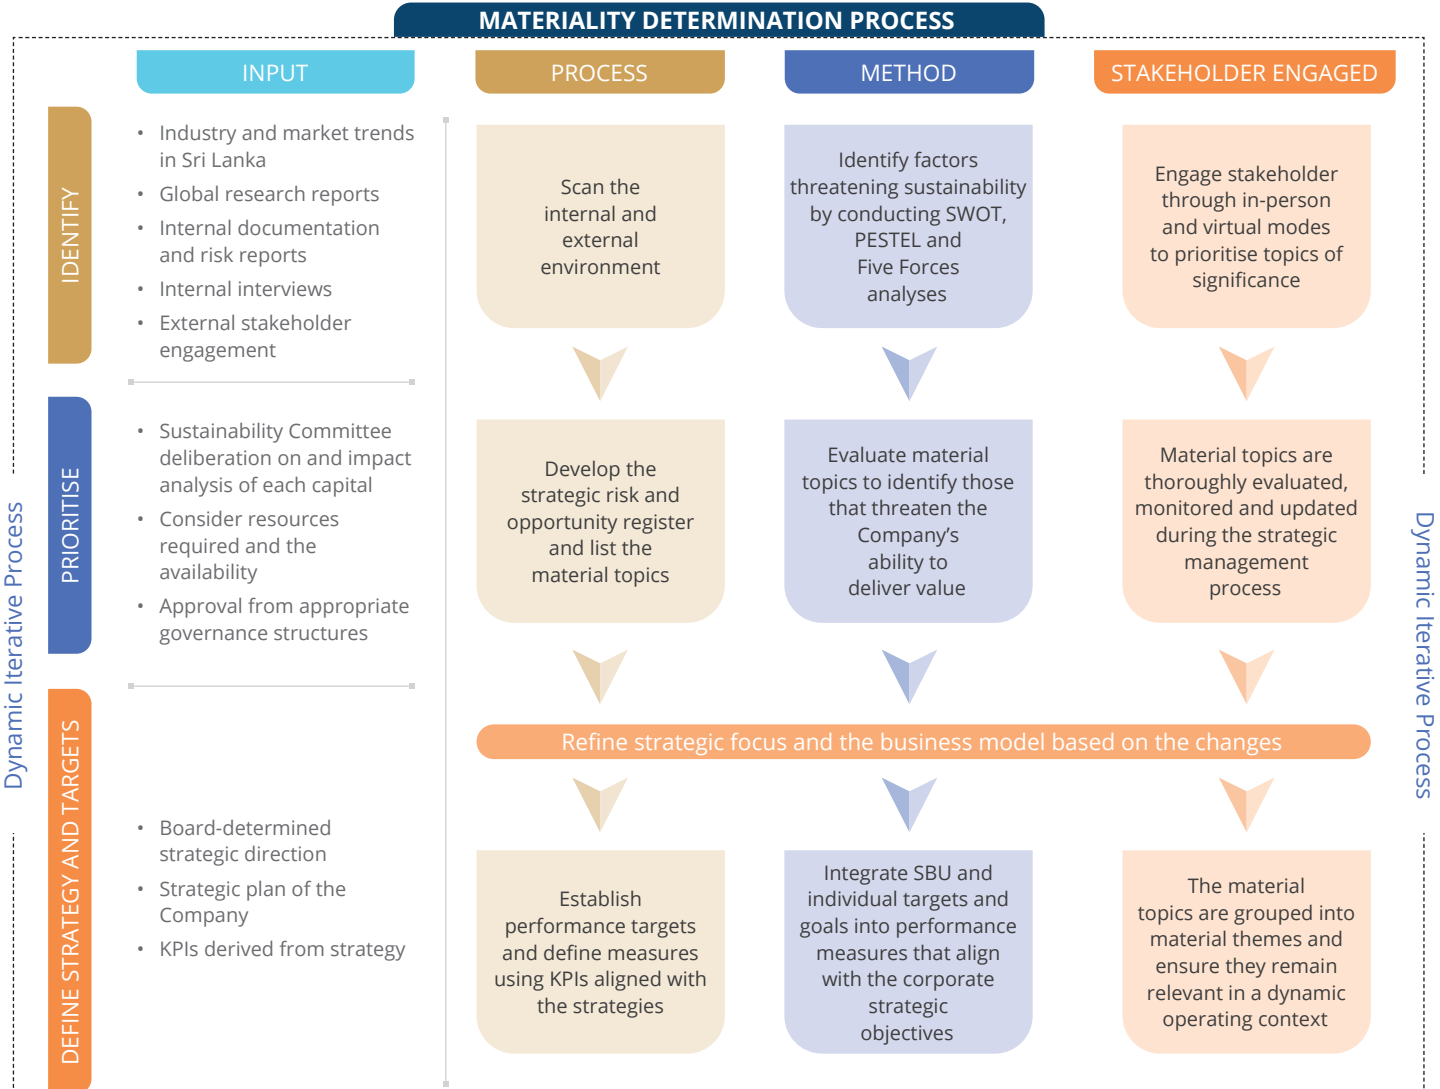 MATERIALITY DETERMINATION PROCESS
INPUT
PROCESS
METHOD
STAKEHOLDER ENGAGED
IDENTIFY
• Industry and market trends
in Sri Lanka
• Global research reports
• Internal documentation
and risk reports
• Internal interviews
• External stakeholder
engagement
Scan the
internal and
external
environment
Identify factors
threatening sustainability
by conducting SWOT,
PESTEL and
Five Forces
analyses
Engage stakeholder
through in-person
and virtual modes
to prioritise topics of
significance
PRIORITISE
• Sustainability Committee
deliberation on and impact
analysis of each capital
• Consider resources
required and the
availability
• Approval from appropriate
governance structures
Develop the
strategic risk and
opportunity register
and list the
material topics
Evaluate material
topics to identify those
that threaten the
Company’s
ability to
deliver value
Material topics are
thoroughly evaluated,
monitored and updated
during the strategic
management
process
Refine strategic focus and the business model based on the changes
DEFINE STRATEGY AND TARGETS
• Board-determined
strategic direction
• Strategic plan of the
Company
• KPIs derived from strategy
Establish
performance targets
and define measures
using KPIs aligned with
the strategies
Integrate SBU and
individual targets and
goals into performance
measures that align
with the corporate
strategic
objectives
The material
topics are grouped into
material themes and
ensure they remain
relevant in a dynamic
operating context
Dynamic Iterative Process
Dynamic Iterative Process